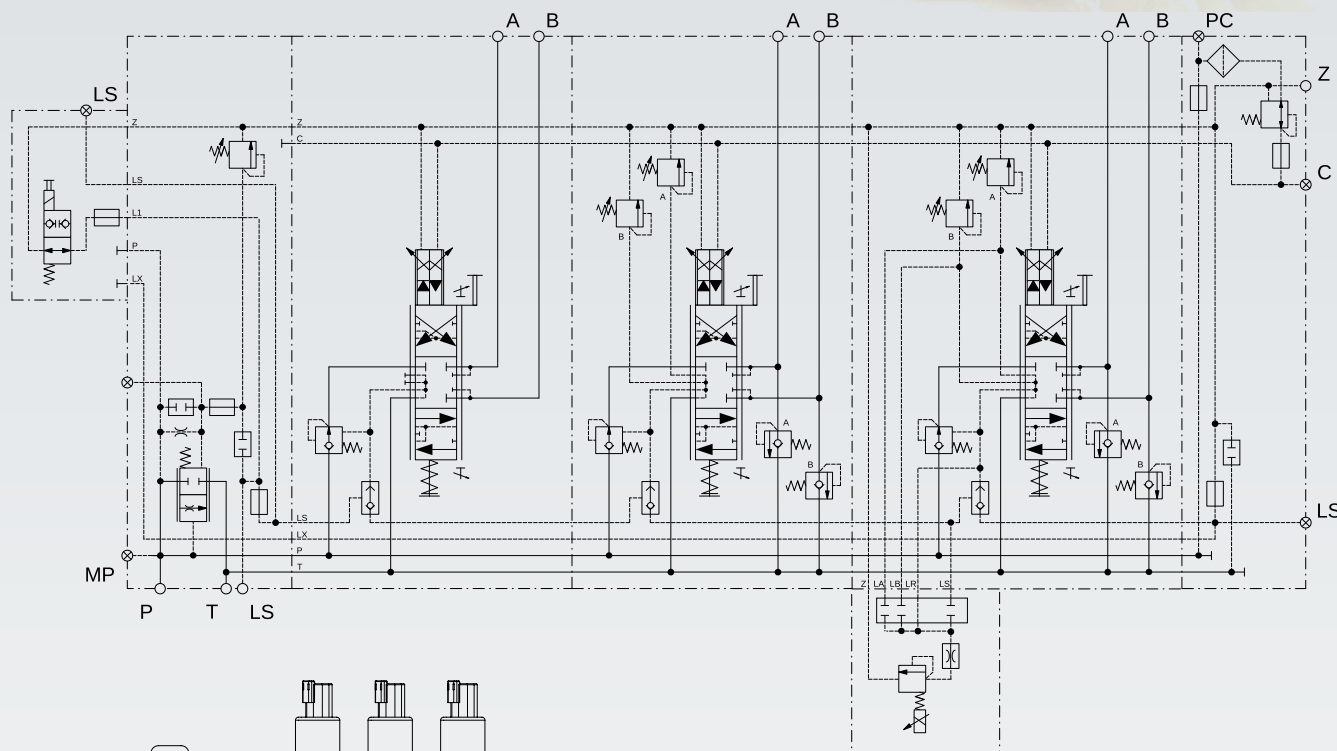 A B A B A B PC
Z
LS
Z Z
C
C
LS
A A
L1
B B
P
LX
A A
B B
LS LS
LX
P
MP T
Z LA LB LR LS
P T LS